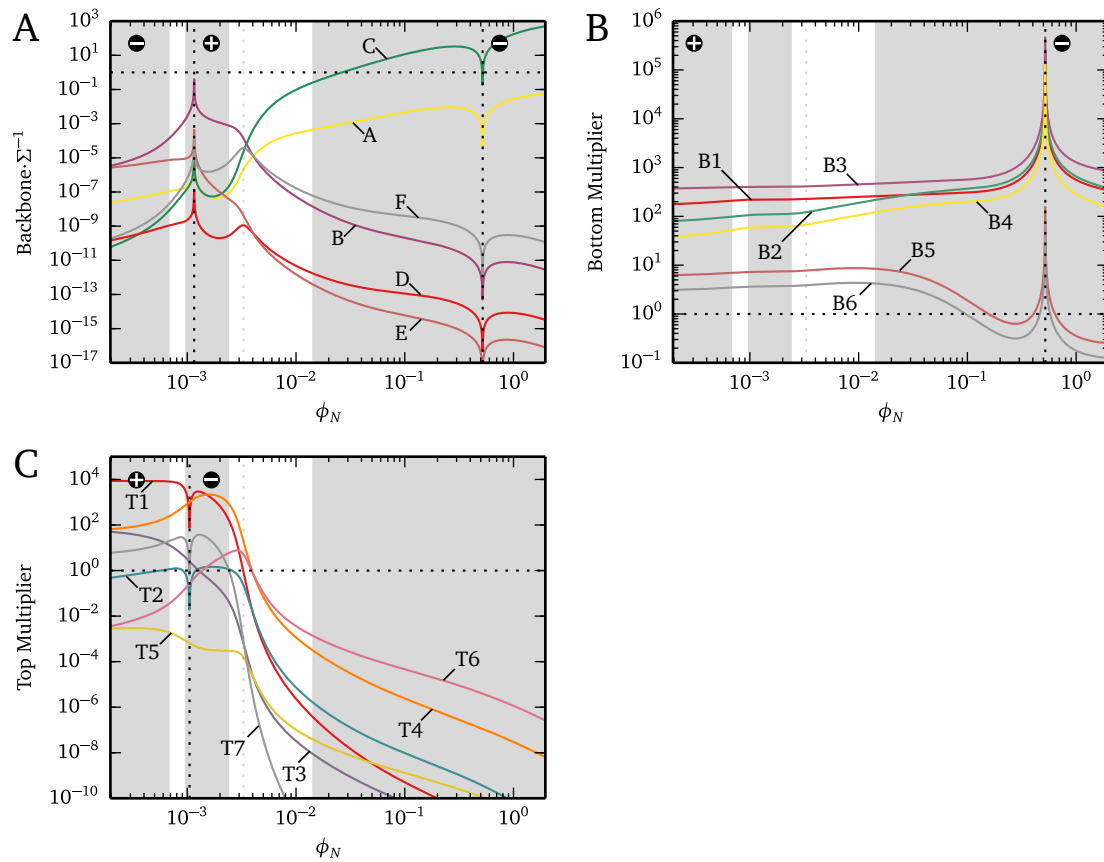 A
Backbone·Σ⁻¹
10³
10¹
10⁻¹
10⁻³
10⁻⁵
10⁻⁷
10⁻⁹
10⁻¹¹
10⁻¹³
10⁻¹⁵
10⁻¹⁷
− + −
C
A
F
B
D
E
10⁻³ 10⁻² 10⁻¹ 10⁰
ϕ_N
B
Bottom Multiplier
10⁶
10⁵
10⁴
10³
10²
10¹
10⁰
10⁻¹
+ −
B1
B3
B2
B4
B5
B6
10⁻³ 10⁻² 10⁻¹ 10⁰
ϕ_N
C
Top Multiplier
10⁴
10²
10⁰
10⁻²
10⁻⁴
10⁻⁶
10⁻⁸
10⁻¹⁰
+ −
T1
T2
T5
T6
T4
T7
T3
10⁻³ 10⁻² 10⁻¹ 10⁰
ϕ_N